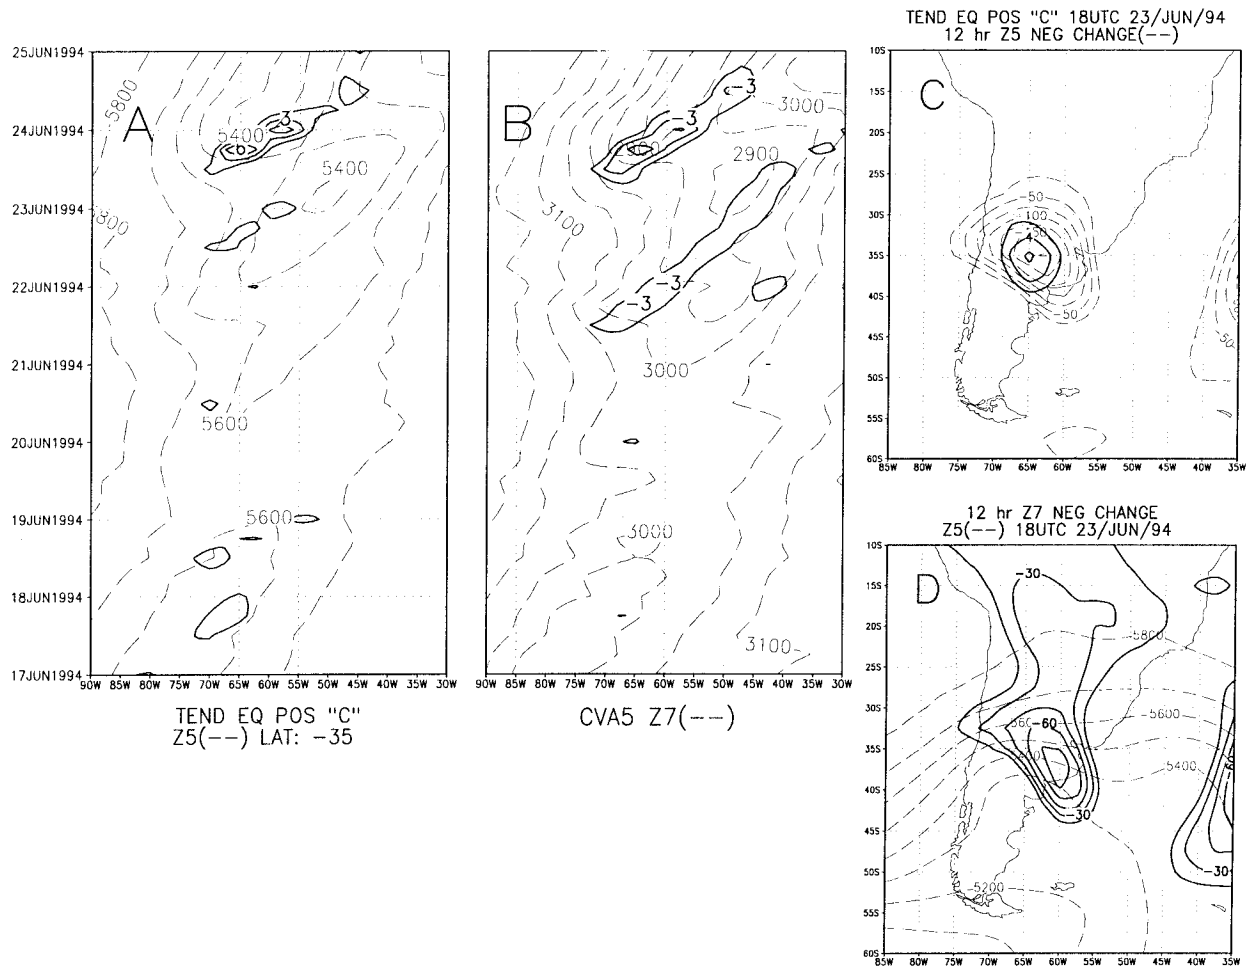 TEND EQ POS "C" 18UTC 23/JUN/94
12 hr Z5 NEG CHANGE(--)
25JUN1994
24JUN1994
23JUN1994
22JUN1994
21JUN1994
20JUN1994
19JUN1994
18JUN1994
17JUN1994
A
5800
3
5400
5400
5600
5600
90W 85W 80W 75W 70W 65W 60W 55W 50W 45W 40W 35W 30W
TEND EQ POS "C"
Z5(--) LAT: -35
B
-3
-3
3000
2900
3100
-3
-3
3000
3000
3100
90W 85W 80W 75W 70W 65W 60W 55W 50W 45W 40W 35W 30W
CVA5 Z7(--)
C
10S
15S
20S
25S
30S
35S
40S
45S
50S
55S
60S
-50
100
-50
85W 80W 75W 70W 65W 60W 55W 50W 45W 40W 35W
12 hr Z7 NEG CHANGE
Z5(--) 18UTC 23/JUN/94
D
10S
15S
20S
25S
30S
35S
40S
45S
50S
55S
60S
-30
5800
5600
-60
5400
-30
-30
5200
85W 80W 75W 70W 65W 60W 55W 50W 45W 40W 35W